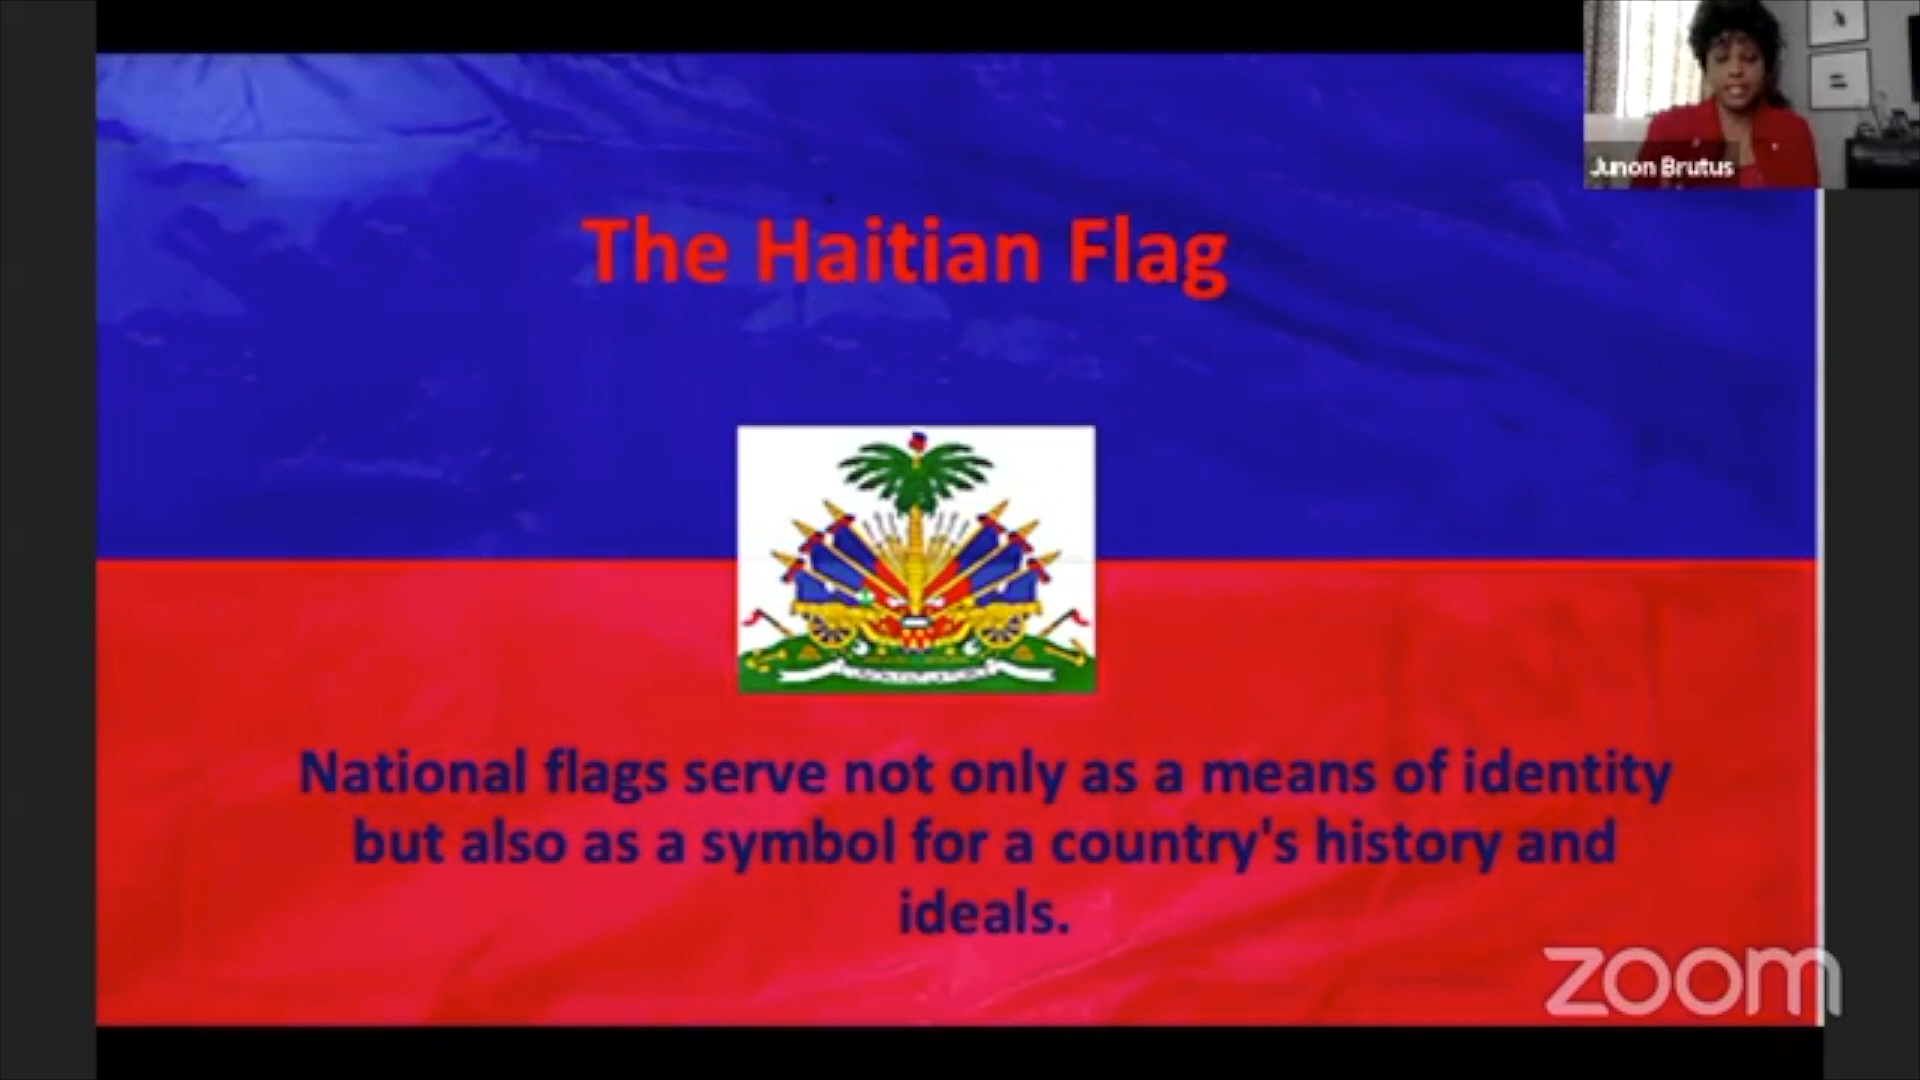 Junon Brutus
The Haitian Flag
National flags serve not only as a means of identity
but also as a symbol for a country's history and
ideals.
zoom